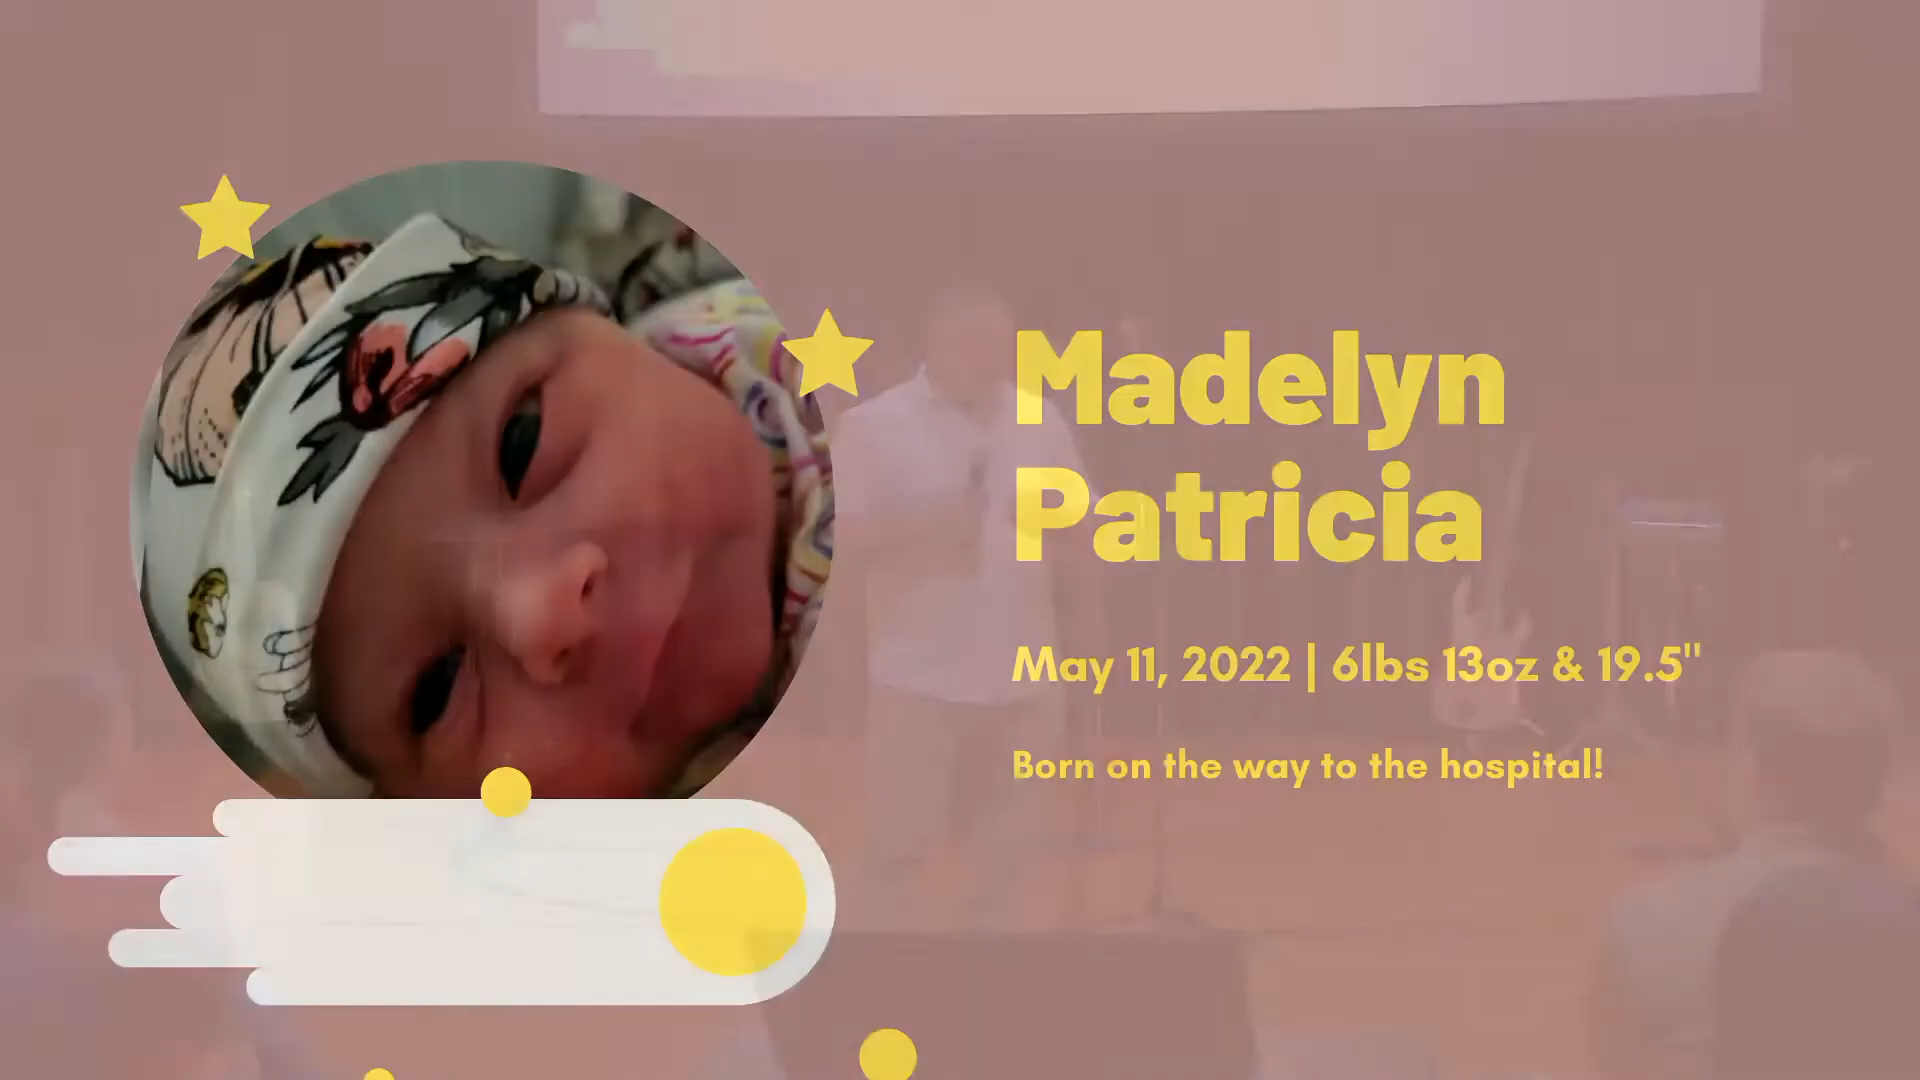 Madelyn
Patricia
May 11, 2022 | 6lbs 13oz & 19.5"
Born on the way to the hospital!